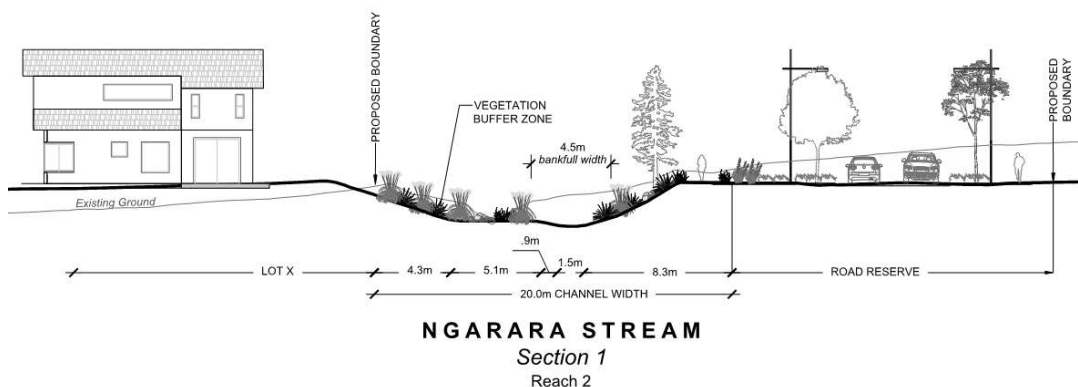 PROPOSED BOUNDARY
VEGETATION
BUFFER ZONE
4.5m
bankfull width
PROPOSED
BOUNDARY
Existing Ground
.9m
LOT X
4.3m
5.1m
1.5m
8.3m
ROAD RESERVE
20.0m CHANNEL WIDTH
NGARARA STREAM
Section 1
Reach 2